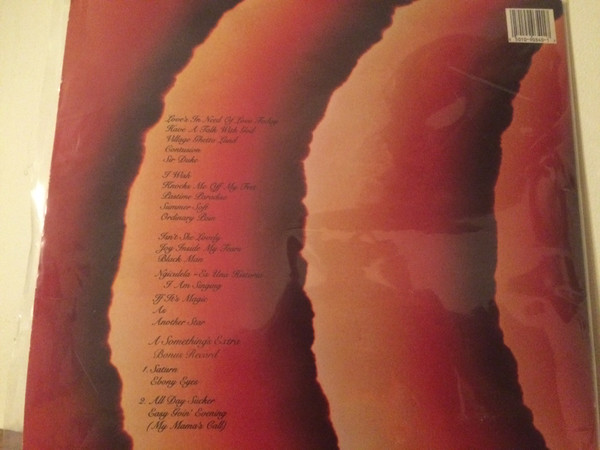 Love's In Need Of Love Today
Have A Talk With God
Village Ghetto Land
Contusion
Sir Duke
I Wish
Knocks Me Off My Feet
Pastime Paradise
Summer Soft
Ordinary Pain
Isn't She Lovely
Joy Inside My Tears
Black Man
Ngiculela - Es Una Historia
I Am Singing
If It's Magic
As
Another Star
A Something's Extra
Bonus Record
1. Saturn
Ebony Eyes
2. All Day Sucker
Easy Goin' Evening
(My Mama's Call)